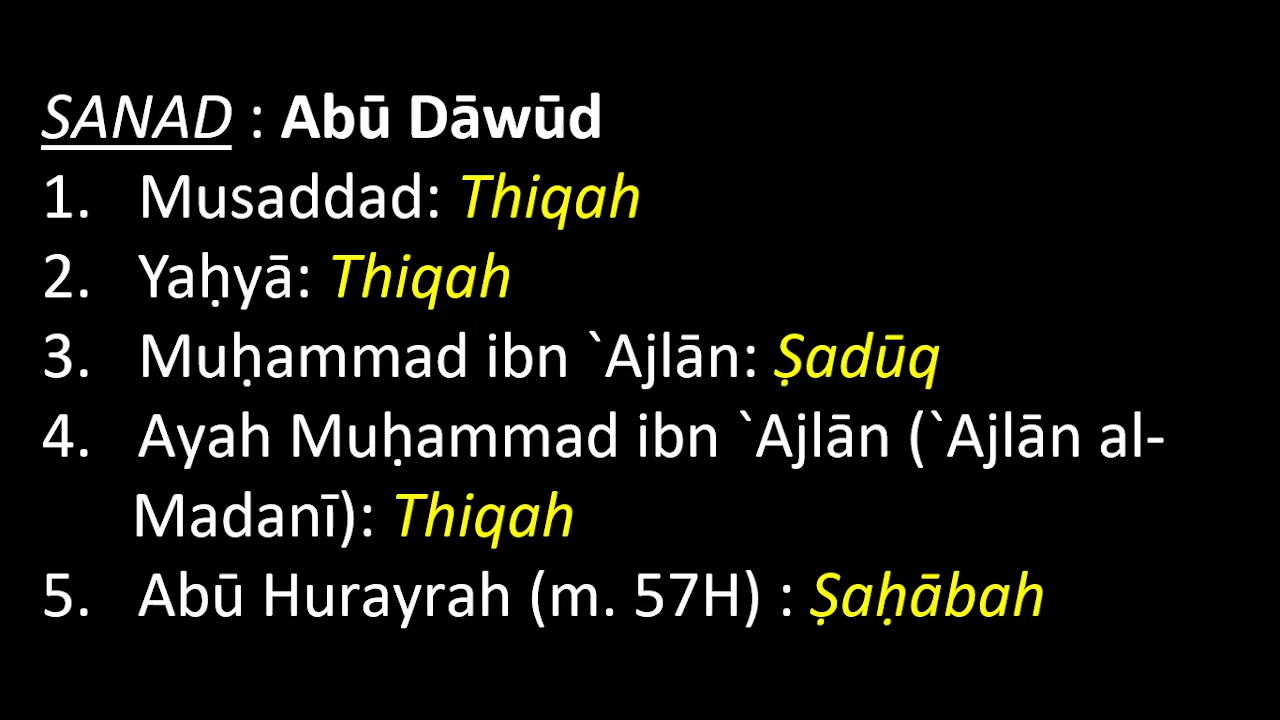 SANAD : Abū Dāwūd
1. Musaddad: Thiqah
2. Yaḥyā: Thiqah
3. Muḥammad ibn `Ajlān: Ṣadūq
4. Ayah Muḥammad ibn `Ajlān (`Ajlān al-
Madanī): Thiqah
5. Abū Hurayrah (m. 57H) : Ṣaḥābah